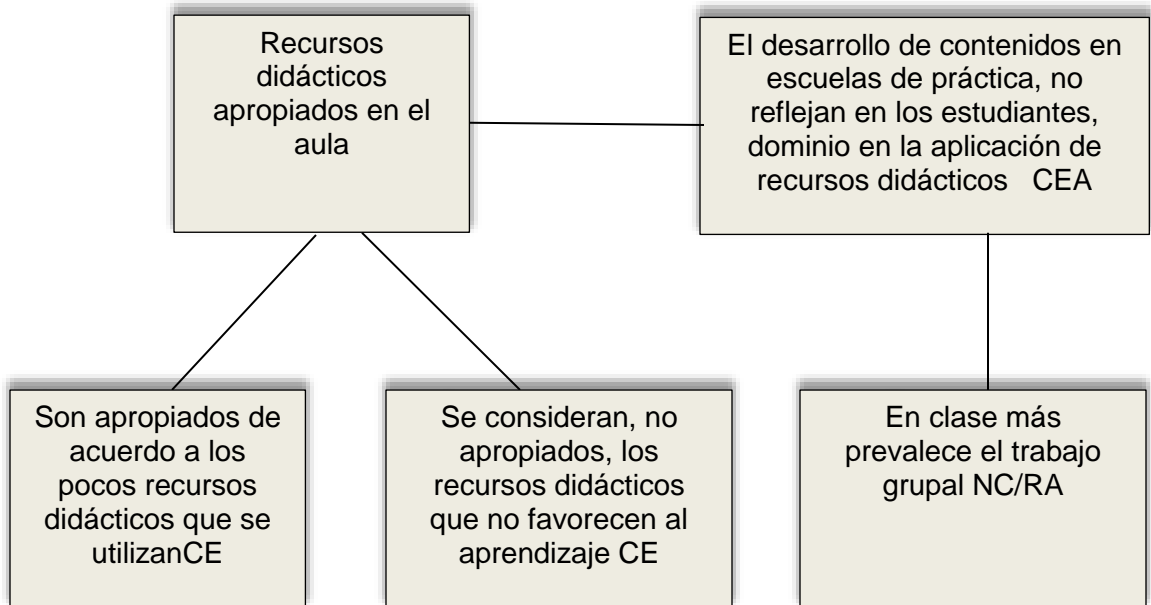 Recursos
didácticos
apropiados en el
aula
El desarrollo de contenidos en
escuelas de práctica, no
reflejan en los estudiantes,
dominio en la aplicación de
recursos didácticos   CEA
Son apropiados de
acuerdo a los
pocos recursos
didácticos que se
utilizanCE
Se consideran, no
apropiados, los
recursos didácticos
que no favorecen al
aprendizaje CE
En clase más
prevalece el trabajo
grupal NC/RA